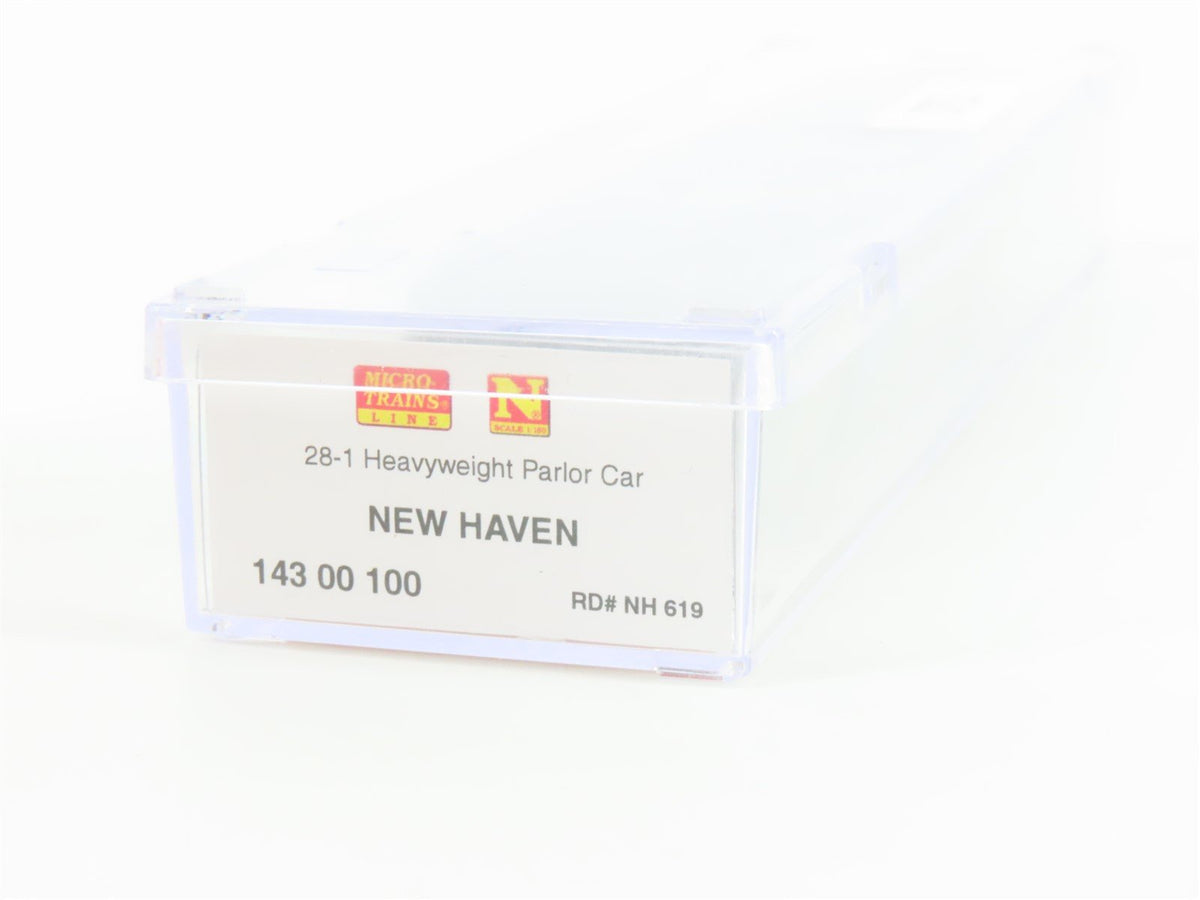 MICRO-
TRAINS®
LINE
N®
SCALE 1:160
28-1 Heavyweight Parlor Car
NEW HAVEN
143 00 100
RD# NH 619